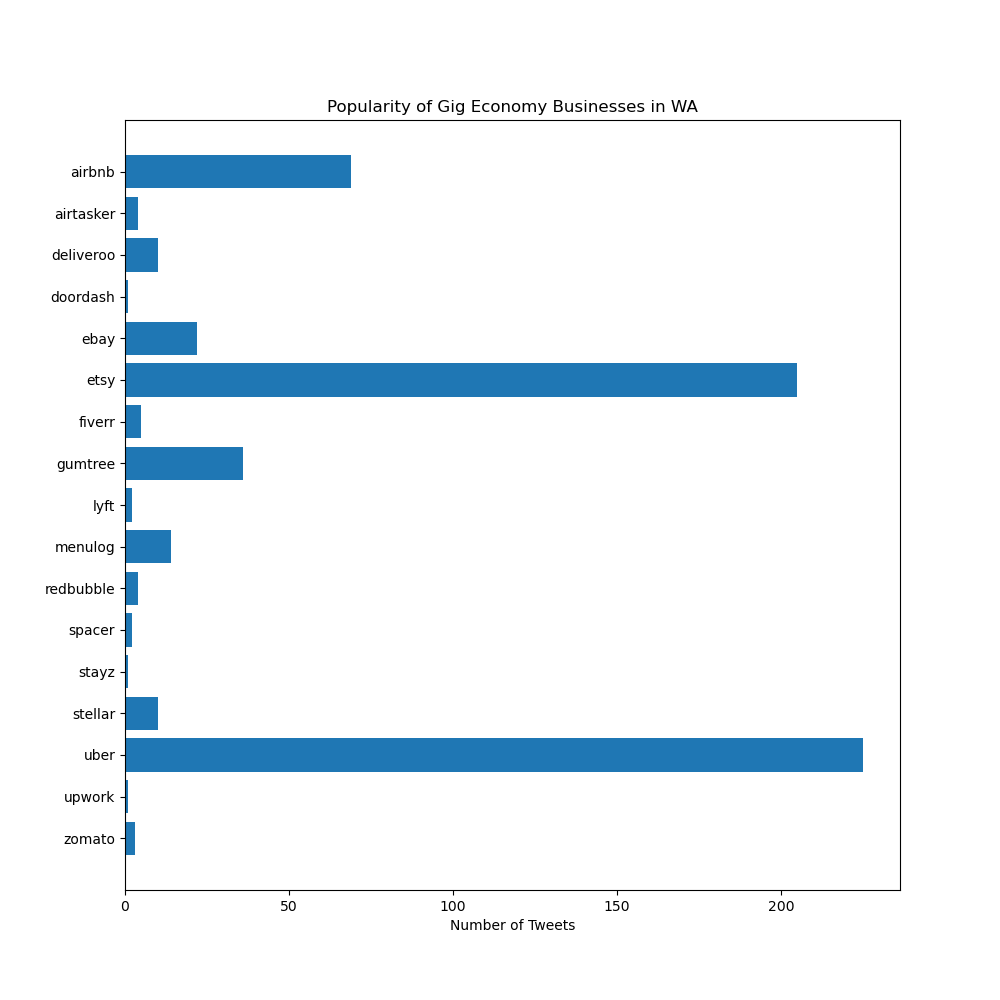 Popularity of Gig Economy Businesses in WA
airbnb
airtasker
deliveroo
doordash
ebay
etsy
fiverr
gumtree
lyft
menulog
redbubble
spacer
stayz
stellar
uber
upwork
zomato
0 50 100 150 200
Number of Tweets